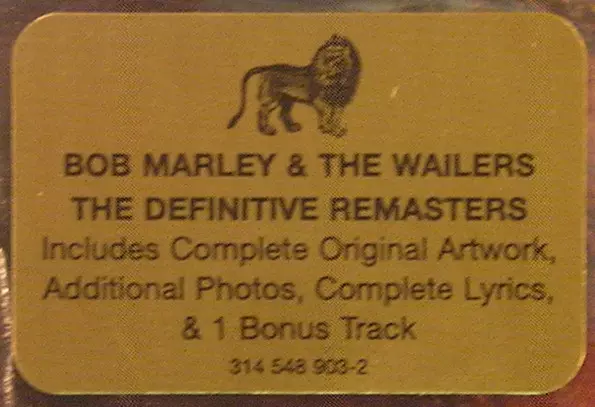 BOB MARLEY & THE WAILERS
THE DEFINITIVE REMASTERS
Includes Complete Original Artwork,
Additional Photos, Complete Lyrics,
& 1 Bonus Track
314 548 903-2